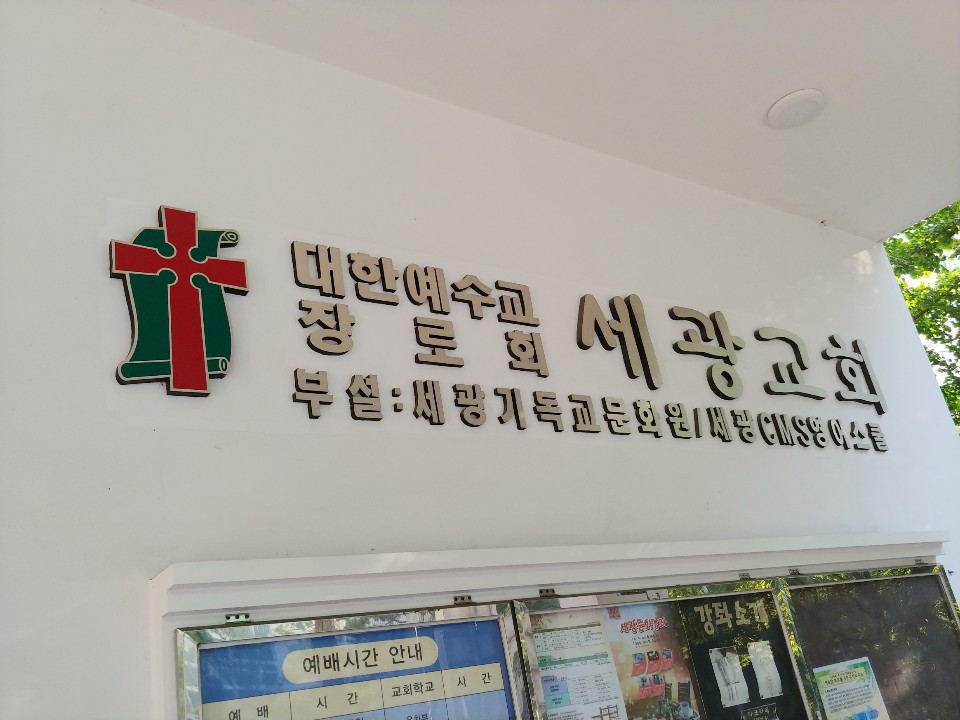 대한예수교
장로회
세광교회
부설:세광기독교문화원/세광CMS영어스쿨
예배시간 안내
예 배 시 간 교회학교 시 간
강좌소개